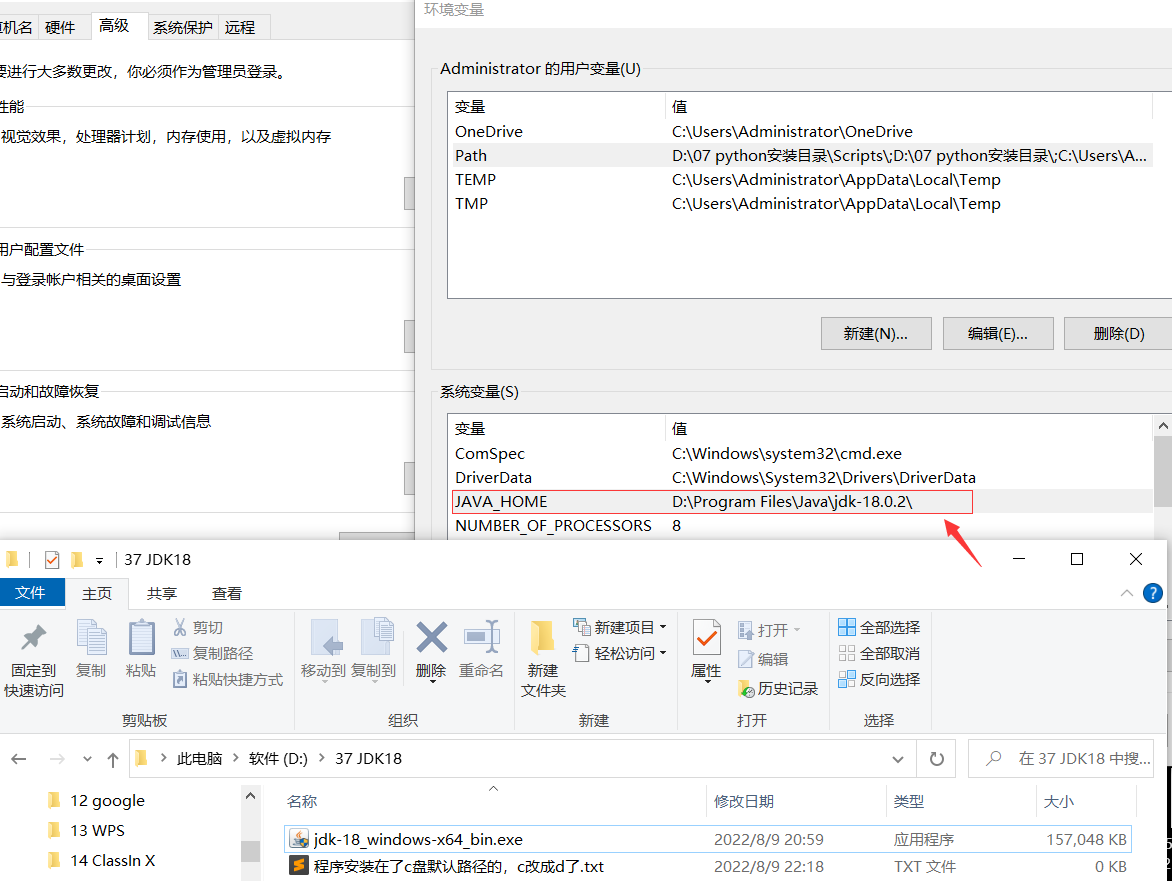 环境变量
机名 硬件 高级 系统保护 远程
要进行大多数更改，你必须作为管理员登录。
性能
视觉效果，处理器计划，内存使用，以及虚拟内存
用户配置文件
与登录帐户相关的桌面设置
启动和故障恢复
系统启动、系统故障和调试信息
Administrator 的用户变量(U)
变量 值
OneDrive C:\Users\Administrator\OneDrive
Path D:\07 python安装目录\Scripts\;D:\07 python安装目录\;C:\Users\A...
TEMP C:\Users\Administrator\AppData\Local\Temp
TMP C:\Users\Administrator\AppData\Local\Temp
新建(N)... 编辑(E)... 删除(D)
系统变量(S)
变量 值
ComSpec C:\Windows\system32\cmd.exe
DriverData C:\Windows\System32\Drivers\DriverData
JAVA_HOME D:\Program Files\Java\jdk-18.0.2\
NUMBER_OF_PROCESSORS 8
37 JDK18
文件 主页 共享 查看
固定到
快速访问
复制
粘贴
剪切
复制路径
粘贴快捷方式
剪贴板
移动到 复制到 删除 重命名
组织
新建
文件夹
新建项目
轻松访问
新建
属性
打开
编辑
历史记录
打开
全部选择
全部取消
反向选择
选择
此电脑 软件 (D:) 37 JDK18
在 37 JDK18 中搜...
12 google
13 WPS
14 ClassIn X
名称 修改日期 类型 大小
jdk-18_windows-x64_bin.exe 2022/8/9 20:59 应用程序 157,048 KB
程序安装在了c盘默认路径的，c改成d了.txt 2022/8/9 22:18 TXT 文件 0 KB